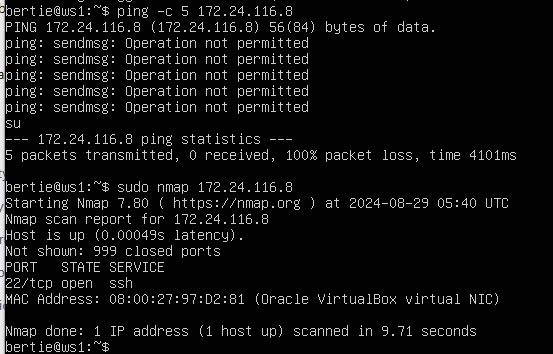 bertie@ws1:~$ ping -c 5 172.24.116.8
PING 172.24.116.8 (172.24.116.8) 56(84) bytes of data.
ping: sendmsg: Operation not permitted
ping: sendmsg: Operation not permitted
ping: sendmsg: Operation not permitted
ping: sendmsg: Operation not permitted
ping: sendmsg: Operation not permitted
su
--- 172.24.116.8 ping statistics ---
5 packets transmitted, 0 received, 100% packet loss, time 4101ms
bertie@ws1:~$ sudo nmap 172.24.116.8
Starting Nmap 7.80 ( https://nmap.org ) at 2024-08-29 05:40 UTC
Nmap scan report for 172.24.116.8
Host is up (0.00049s latency).
Not shown: 999 closed ports
PORT   STATE SERVICE
22/tcp open  ssh
MAC Address: 08:00:27:97:D2:81 (Oracle VirtualBox virtual NIC)
Nmap done: 1 IP address (1 host up) scanned in 9.71 seconds
bertie@ws1:~$